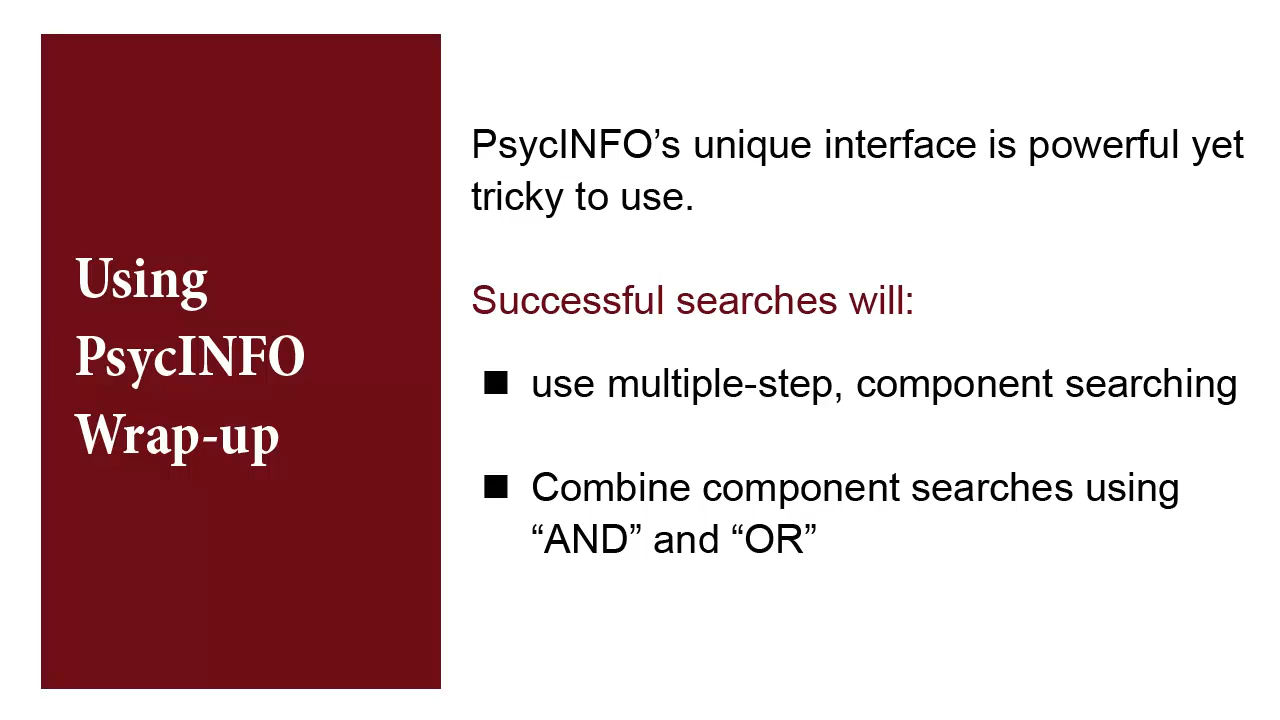 Using
PsycINFO
Wrap-up
PsycINFO’s unique interface is powerful yet
tricky to use.
Successful searches will:
use multiple-step, component searching
Combine component searches using
“AND” and “OR”